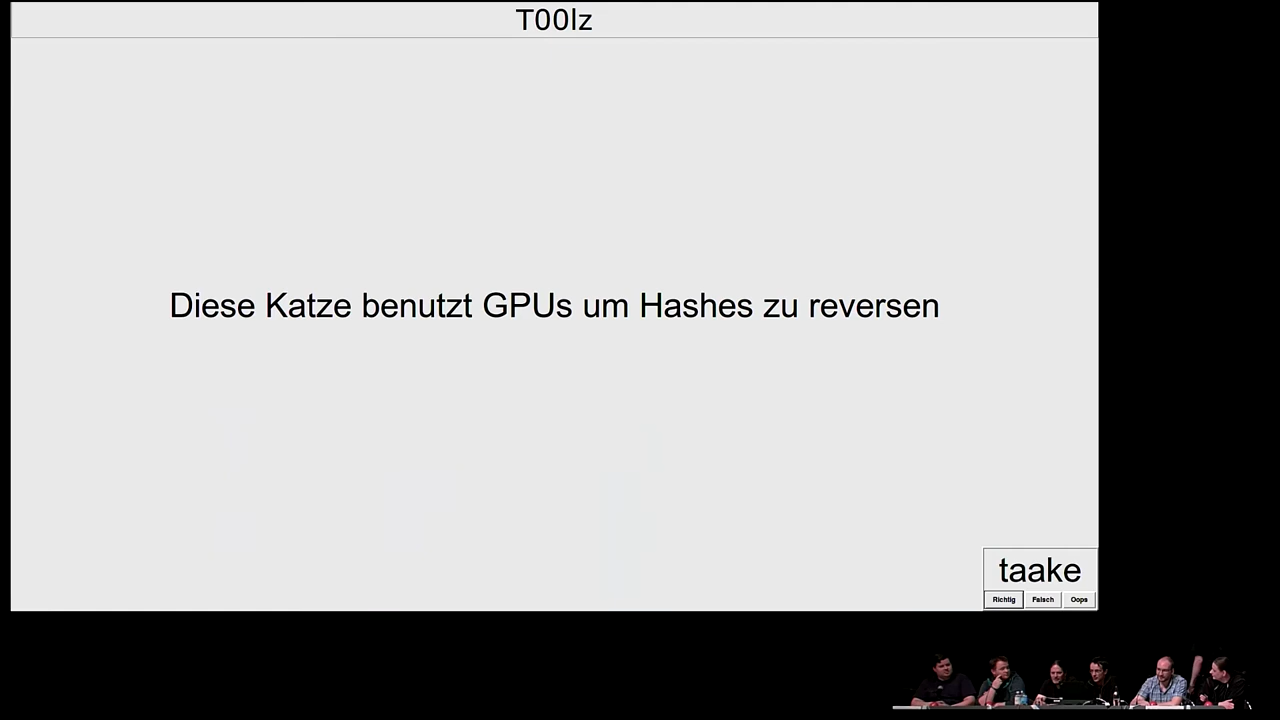 T00lz
Diese Katze benutzt GPUs um Hashes zu reversen
taake
Richtig Falsch Oops